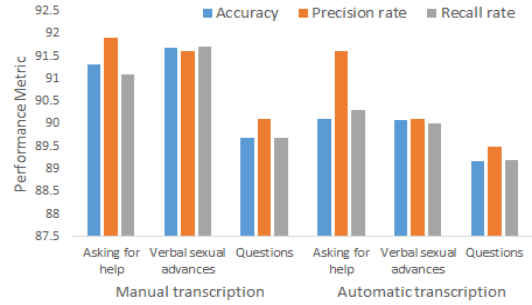 Accuracy Precision rate Recall rate
Performance Metric
92.5
92
91.5
91
90.5
90
89.5
89
88.5
88
87.5
Asking for help
Verbal sexual advances
Questions
Asking for help
Verbal sexual advances
Questions
Manual transcription
Automatic transcription